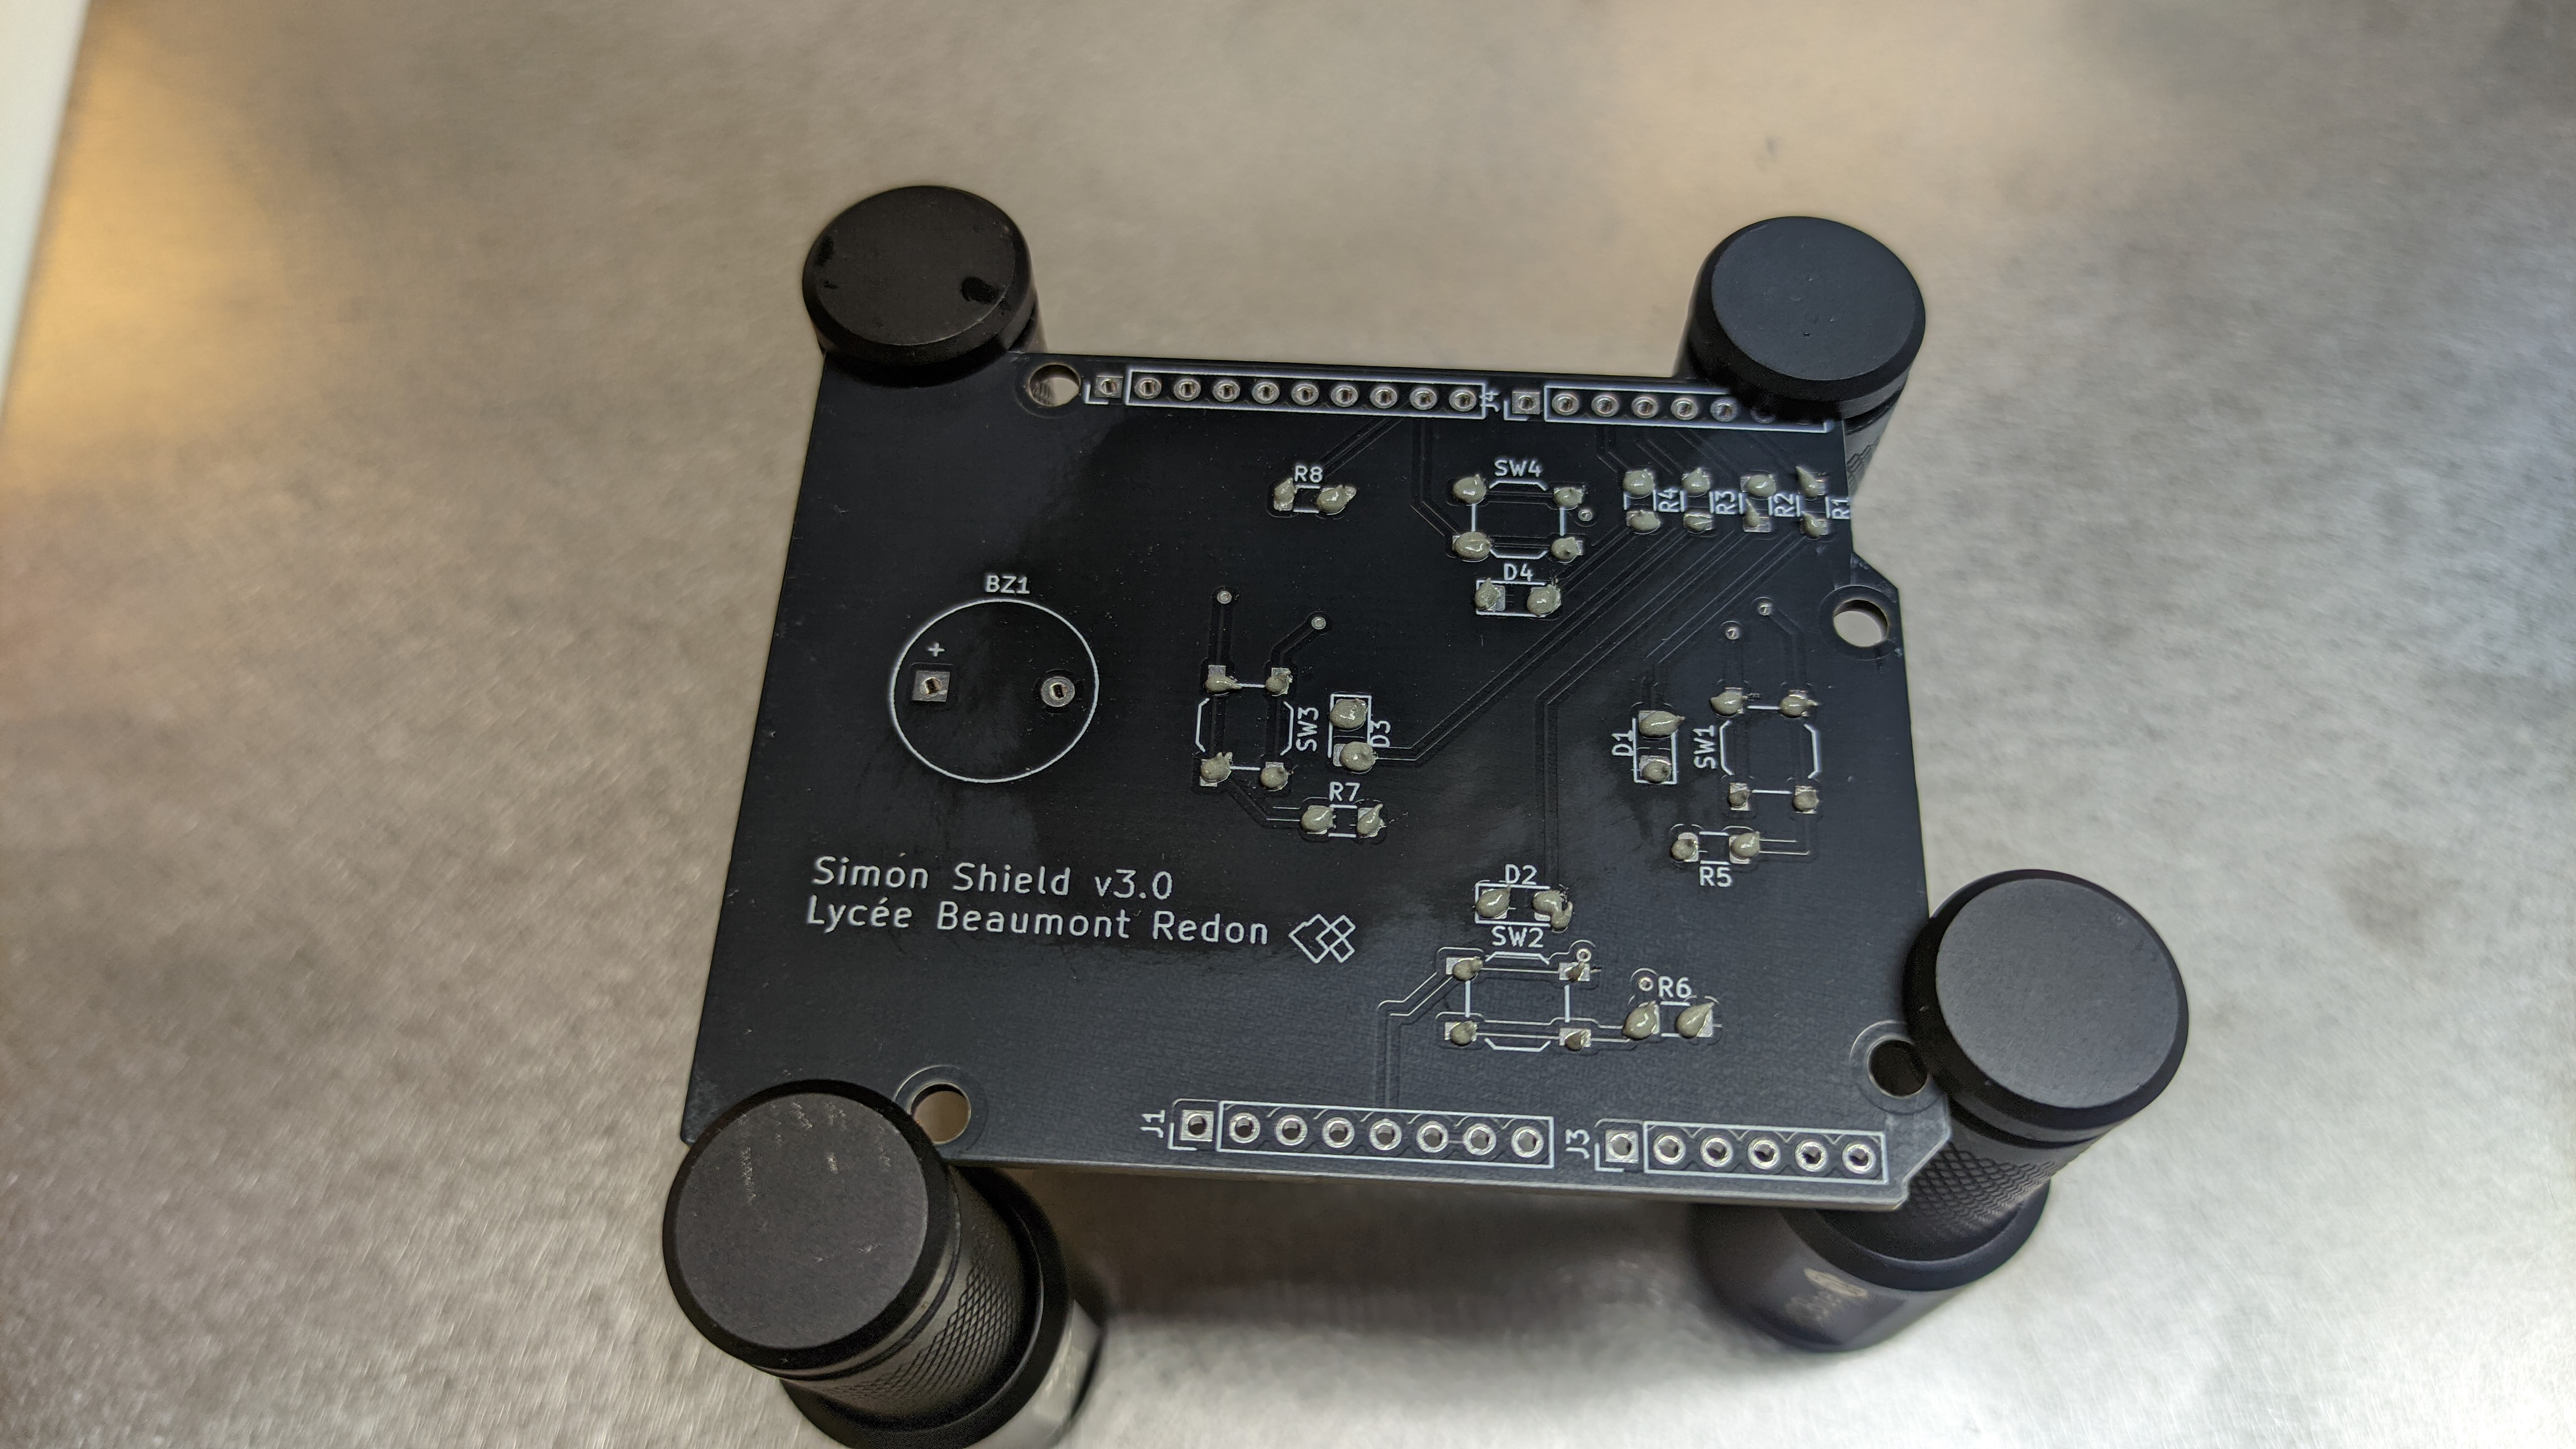 J4
R8
SW4
R4
R3
R2
R1
D4
BZ1
+
SW3
D3
D1
SW1
R7
R5
Simon Shield v3.0
Lycée Beaumont Redon
D2
SW2
R6
J1
J3